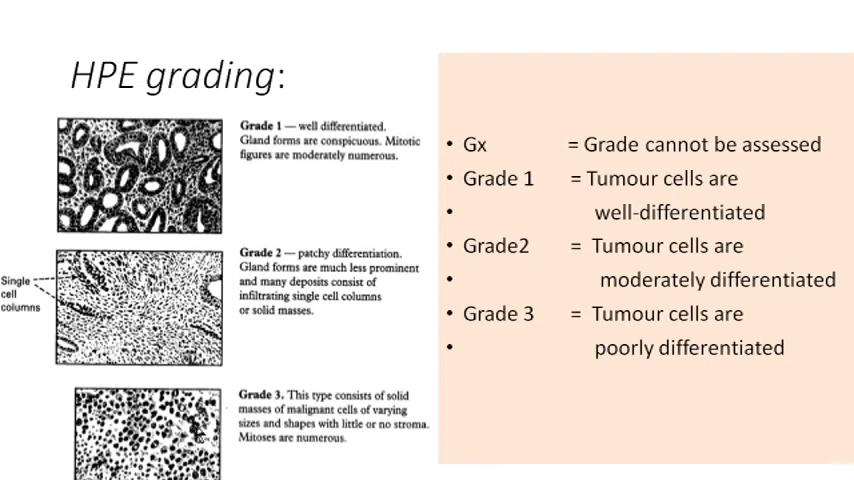 HPE grading:
Grade 1 — well differentiated.
Gland forms are conspicuous. Mitotic
figures are moderately numerous.
Grade 2 — patchy differentiation.
Gland forms are much less prominent
and many deposits consist of
infiltrating single cell columns
or solid masses.
Single
cell
columns
Grade 3. This type consists of solid
masses of malignant cells of varying
sizes and shapes with little or no stroma.
Mitoses are numerous.
• Gx = Grade cannot be assessed
• Grade 1 = Tumour cells are
• well-differentiated
• Grade2 = Tumour cells are
• moderately differentiated
• Grade 3 = Tumour cells are
• poorly differentiated